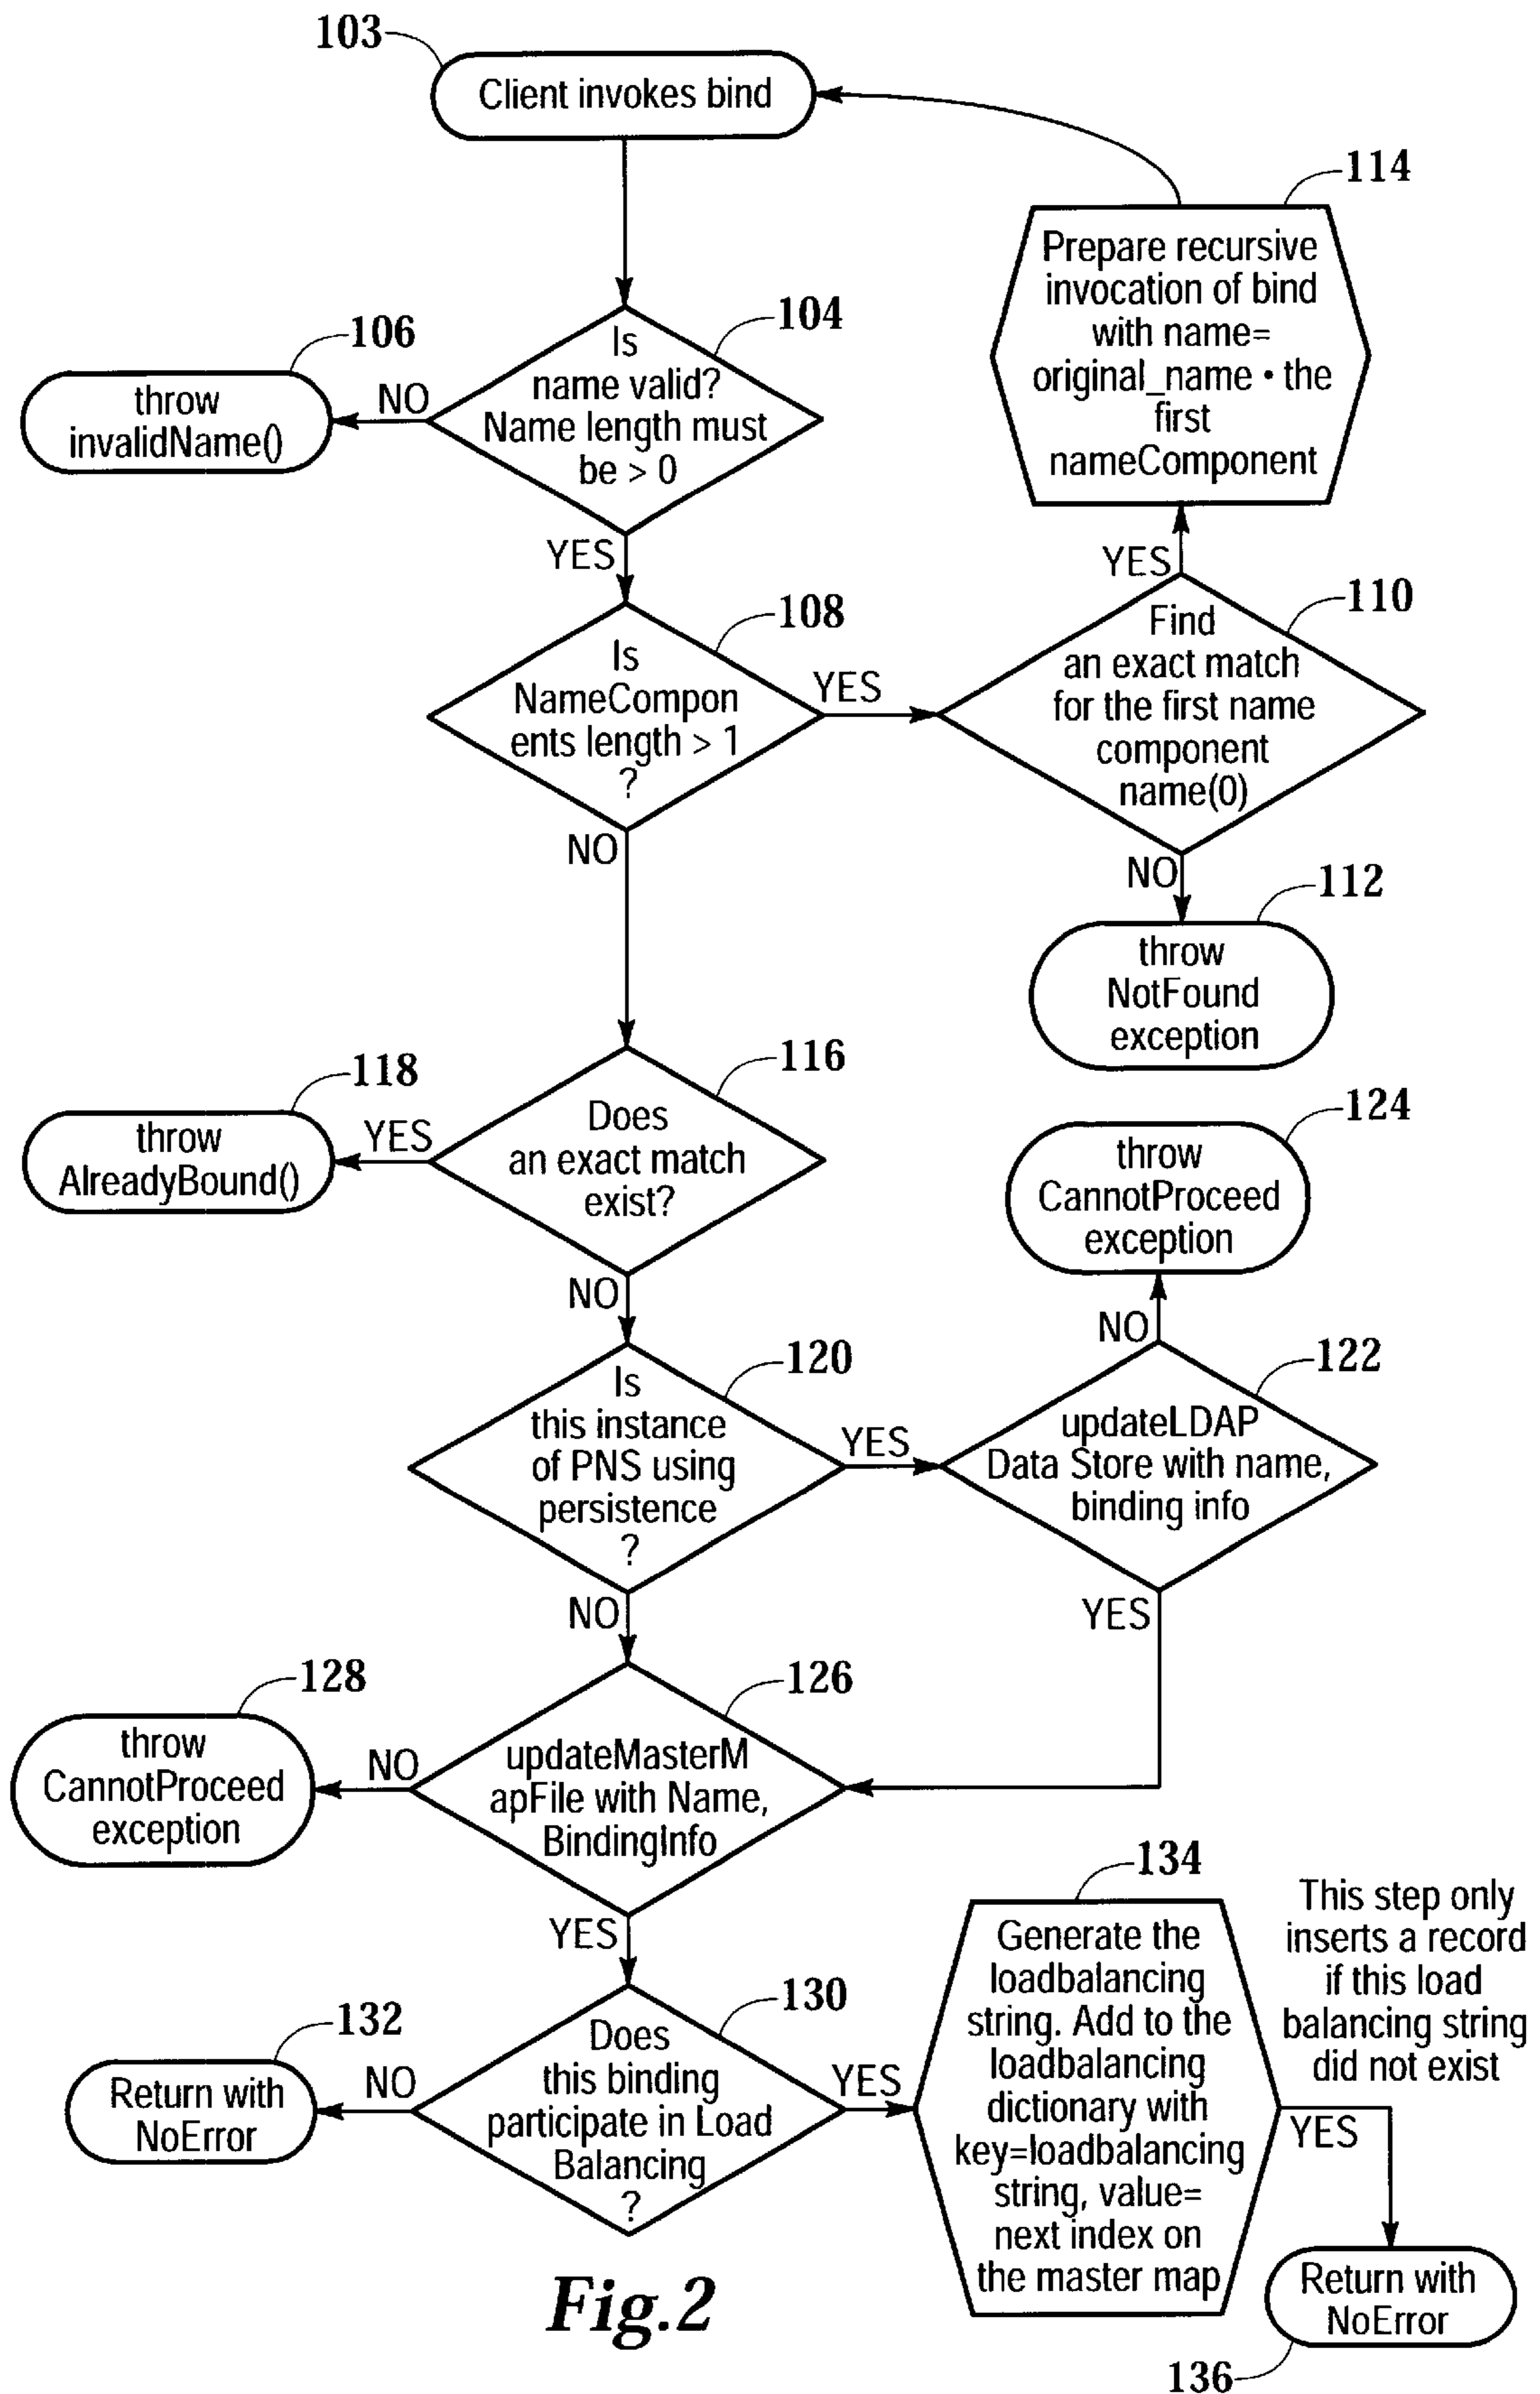 103
Client invokes bind
114
Prepare recursive
invocation of bind
with name=
original_name • the
first
nameComponent
104
Is
name valid?
Name length must
be > 0
106
throw
invalidName()
NO
YES
YES
108
Is
NameCompon
ents length > 1
?
YES
110
Find
an exact match
for the first name
component
name(0)
NO
NO
112
throw
NotFound
exception
116
Does
an exact match
exist?
118
throw
AlreadyBound()
YES
124
throw
CannotProceed
exception
NO
NO
120
Is
this instance
of PNS using
persistence
?
YES
122
updateLDAP
Data Store with name,
binding info
NO
YES
128
throw
CannotProceed
exception
NO
126
updateMasterM
apFile with Name,
BindingInfo
YES
130
Does
this binding
participate in Load
Balancing
?
132
Return with
NoError
NO
YES
134
Generate the
loadbalancing
string. Add to the
loadbalancing
dictionary with
key=loadbalancing
string, value=
next index on
the master map
This step only
inserts a record
if this load
balancing string
did not exist
YES
Return with
NoError
136
Fig.2